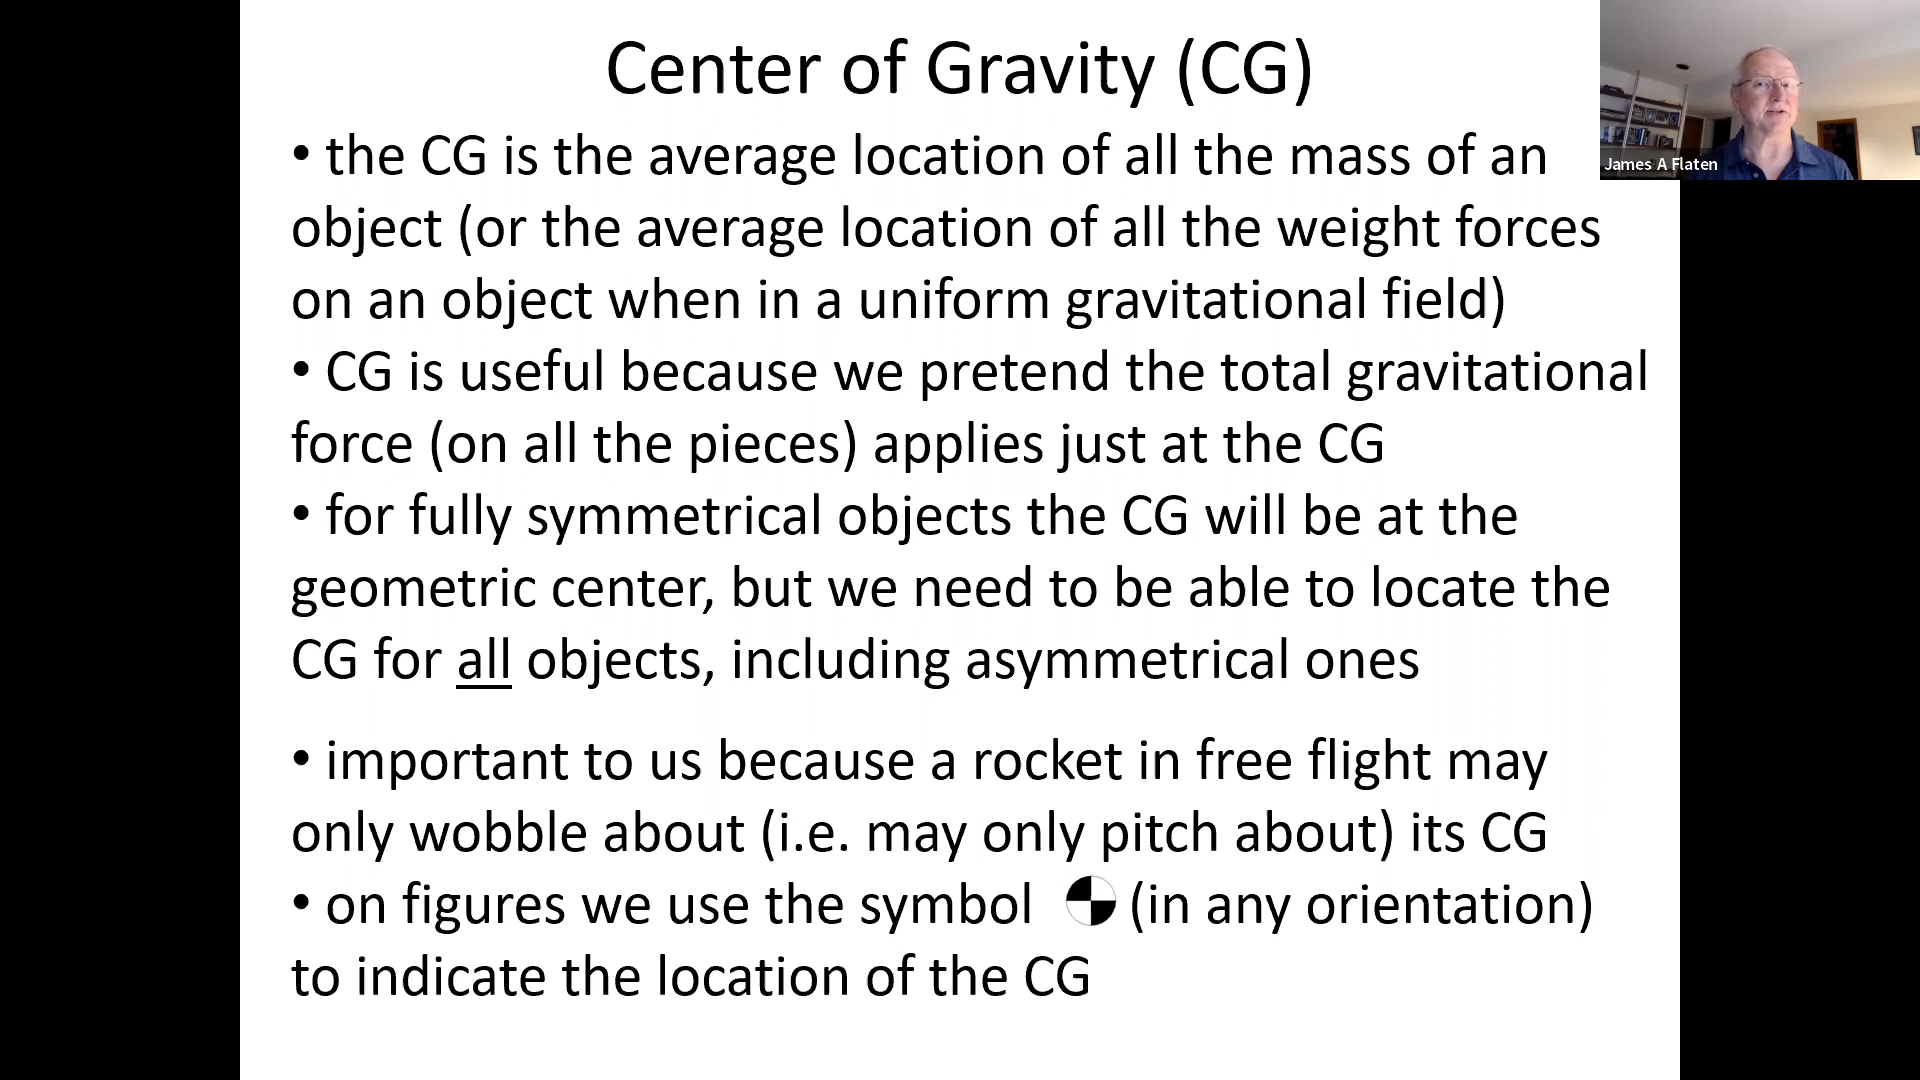 Center of Gravity (CG)
• the CG is the average location of all the mass of an
object (or the average location of all the weight forces
on an object when in a uniform gravitational field)
• CG is useful because we pretend the total gravitational
force (on all the pieces) applies just at the CG
• for fully symmetrical objects the CG will be at the
geometric center, but we need to be able to locate the
CG for all objects, including asymmetrical ones
• important to us because a rocket in free flight may
only wobble about (i.e. may only pitch about) its CG
• on figures we use the symbol (in any orientation)
to indicate the location of the CG
James A Flaten